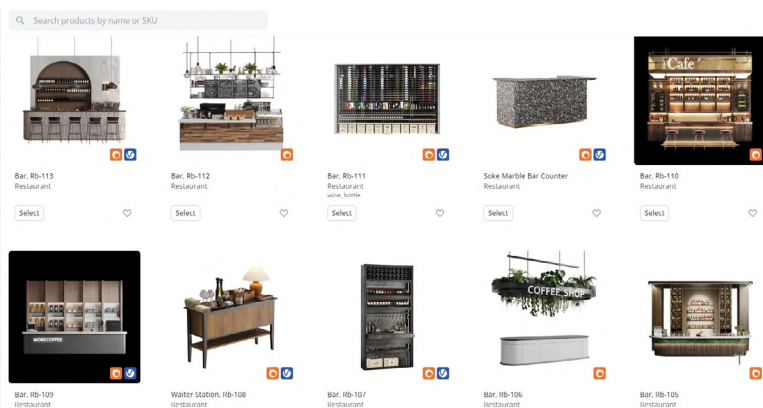 Search products by name or SKU
Cafe
Bar, Rb-113
Restaurant
Select
Bar, Rb-112
Restaurant
Select
Bar, Rb-111
Restaurant
wine, bottle
Select
Soke Marble Bar Counter
Restaurant
Select
Bar, Rb-110
Restaurant
Select
MORECOFFEE
COFFEE SHOP
Bar, Rb-109
Restaurant
Waiter Station, Rb-108
Restaurant
Bar, Rb-107
Restaurant
Bar, Rb-106
Restaurant
Bar, Rb-105
Restaurant